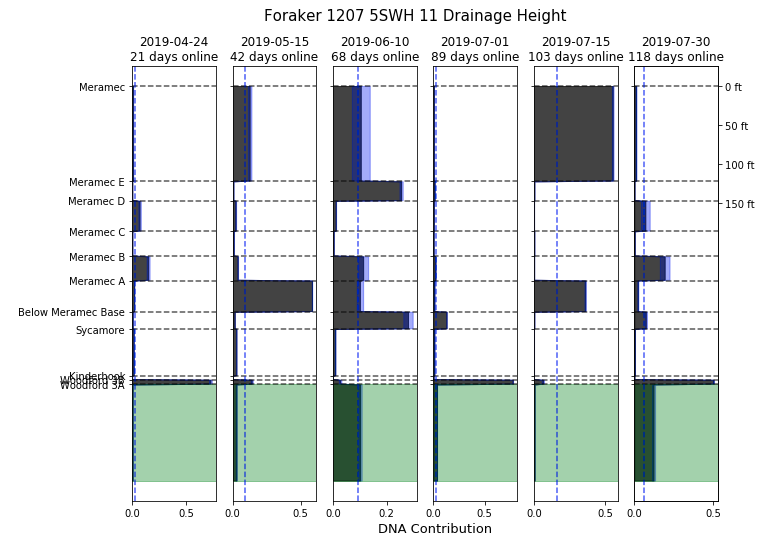 Foraker 1207 5SWH 11 Drainage Height
2019-04-24
21 days online
2019-05-15
42 days online
2019-06-10
68 days online
2019-07-01
89 days online
2019-07-15
103 days online
2019-07-30
118 days online
Meramec
Meramec E
Meramec D
Meramec C
Meramec B
Meramec A
Below Meramec Base
Sycamore
Kinderhook
Woodford 3B
Woodford 3A
0 ft
50 ft
100 ft
150 ft
0.0 0.5
0.0 0.5
0.0 0.2
0.0 0.5
0.0 0.5
0.0 0.5
DNA Contribution